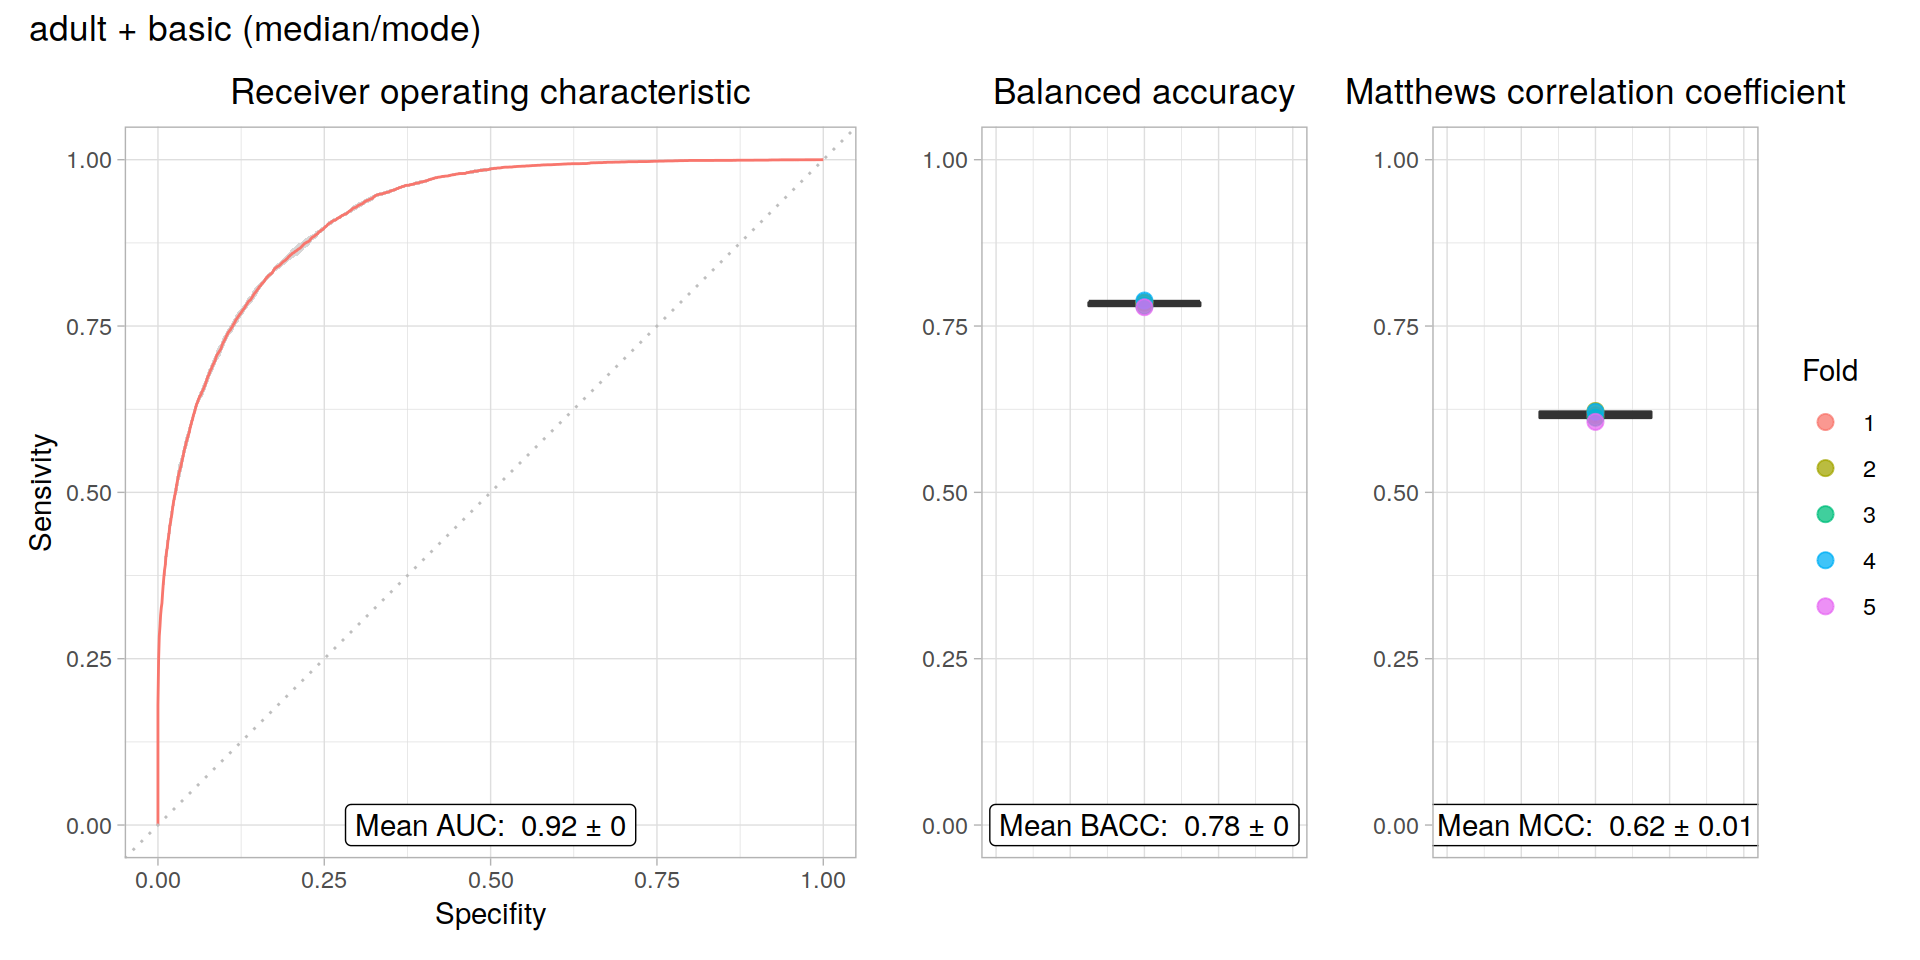 adult + basic (median/mode)
Receiver operating characteristic
1.00
0.75
0.50
0.25
0.00
Sensivity
Mean AUC: 0.92 ± 0
0.00 0.25 0.50 0.75 1.00
Specifity
Balanced accuracy
1.00
0.75
0.50
0.25
0.00
Mean BACC: 0.78 ± 0
Matthews correlation coefficient
1.00
0.75
0.50
0.25
0.00
Mean MCC: 0.62 ± 0.01
Fold
1
2
3
4
5